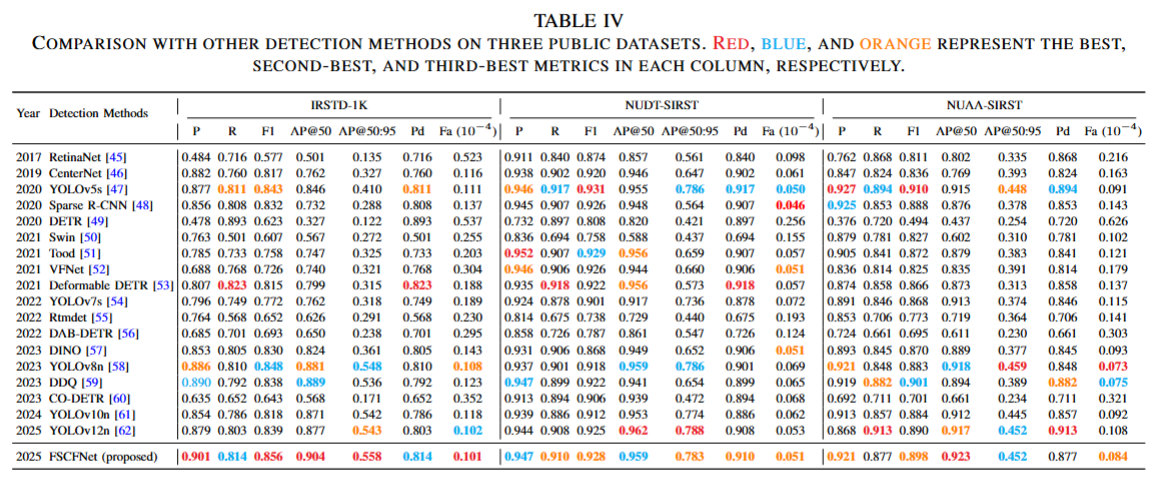 TABLE IV
COMPARISON WITH OTHER DETECTION METHODS ON THREE PUBLIC DATASETS. RED, BLUE, AND ORANGE REPRESENT THE BEST,
SECOND-BEST, AND THIRD-BEST METRICS IN EACH COLUMN, RESPECTIVELY.
Year Detection Methods IRSTD-1K NUDT-SIRST NUAA-SIRST
P R F1 AP@50 AP@50:95 Pd Fa (10−4) P R F1 AP@50 AP@50:95 Pd Fa (10−4) P R F1 AP@50 AP@50:95 Pd Fa (10−4)
2017 RetinaNet [45] 0.484 0.716 0.577 0.501 0.135 0.716 0.523 0.911 0.840 0.874 0.857 0.561 0.840 0.098 0.762 0.868 0.811 0.802 0.335 0.868 0.216
2019 CenterNet [46] 0.882 0.760 0.817 0.762 0.327 0.760 0.116 0.938 0.902 0.920 0.946 0.647 0.902 0.061 0.847 0.824 0.836 0.769 0.393 0.824 0.163
2020 YOLOv5s [47] 0.877 0.811 0.843 0.846 0.410 0.811 0.111 0.946 0.917 0.931 0.955 0.786 0.917 0.050 0.927 0.894 0.910 0.915 0.448 0.894 0.091
2020 Sparse R-CNN [48] 0.856 0.808 0.832 0.732 0.288 0.808 0.137 0.945 0.907 0.926 0.948 0.564 0.907 0.046 0.925 0.853 0.888 0.876 0.378 0.853 0.143
2020 DETR [49] 0.478 0.893 0.623 0.327 0.122 0.893 0.537 0.732 0.897 0.808 0.820 0.421 0.897 0.256 0.376 0.720 0.494 0.437 0.254 0.720 0.626
2021 Swin [50] 0.763 0.501 0.607 0.567 0.272 0.501 0.255 0.836 0.694 0.758 0.588 0.437 0.694 0.155 0.879 0.781 0.827 0.602 0.310 0.781 0.102
2021 Tood [51] 0.785 0.733 0.758 0.747 0.325 0.733 0.203 0.952 0.907 0.929 0.956 0.659 0.907 0.057 0.905 0.841 0.872 0.879 0.383 0.841 0.121
2021 VFNet [52] 0.688 0.768 0.726 0.740 0.321 0.768 0.304 0.946 0.906 0.926 0.944 0.660 0.906 0.051 0.836 0.814 0.825 0.835 0.391 0.814 0.179
2021 Deformable DETR [53] 0.807 0.823 0.815 0.799 0.315 0.823 0.188 0.935 0.918 0.922 0.956 0.573 0.918 0.057 0.874 0.858 0.866 0.873 0.313 0.858 0.137
2022 YOLOv7s [54] 0.796 0.749 0.772 0.762 0.318 0.749 0.189 0.924 0.878 0.901 0.917 0.736 0.878 0.072 0.891 0.846 0.868 0.913 0.374 0.846 0.115
2022 Rtmdet [55] 0.764 0.568 0.652 0.626 0.291 0.568 0.230 0.814 0.675 0.738 0.729 0.440 0.675 0.193 0.853 0.706 0.773 0.719 0.364 0.706 0.141
2022 DAB-DETR [56] 0.685 0.701 0.693 0.650 0.238 0.701 0.295 0.858 0.726 0.787 0.861 0.547 0.726 0.124 0.724 0.661 0.695 0.611 0.230 0.661 0.303
2023 DINO [57] 0.853 0.805 0.830 0.824 0.361 0.805 0.143 0.931 0.906 0.868 0.949 0.652 0.906 0.051 0.893 0.845 0.870 0.889 0.377 0.845 0.093
2023 YOLOv8n [58] 0.886 0.810 0.848 0.881 0.548 0.810 0.108 0.937 0.901 0.918 0.959 0.786 0.901 0.069 0.921 0.848 0.883 0.918 0.459 0.848 0.073
2023 DDQ [59] 0.890 0.792 0.838 0.889 0.536 0.792 0.123 0.947 0.899 0.922 0.941 0.654 0.899 0.065 0.919 0.882 0.901 0.894 0.389 0.882 0.075
2023 CO-DETR [60] 0.635 0.652 0.643 0.568 0.171 0.652 0.352 0.913 0.894 0.906 0.939 0.472 0.894 0.068 0.692 0.711 0.701 0.661 0.234 0.711 0.321
2024 YOLOv10n [61] 0.854 0.786 0.818 0.871 0.542 0.786 0.118 0.939 0.886 0.912 0.953 0.774 0.886 0.062 0.913 0.857 0.884 0.912 0.445 0.857 0.092
2025 YOLOv12n [62] 0.879 0.803 0.839 0.877 0.543 0.803 0.102 0.944 0.908 0.925 0.962 0.788 0.908 0.053 0.868 0.913 0.890 0.917 0.452 0.913 0.108
2025 FSCFNet (proposed) 0.901 0.814 0.856 0.904 0.558 0.814 0.101 0.947 0.910 0.928 0.959 0.783 0.910 0.051 0.921 0.877 0.898 0.923 0.452 0.877 0.084